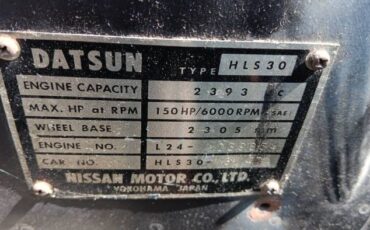 DATSUN TYPE HLS30
ENGINE CAPACITY 2393 c
MAX. HP at RPM 150HP/6000RPM (SAE)
WHEEL BASE 2305 mm
ENGINE NO. L24-
CAR NO. HLS30-
NISSAN MOTOR CO., LTD.
YOKOHAMA JAPAN